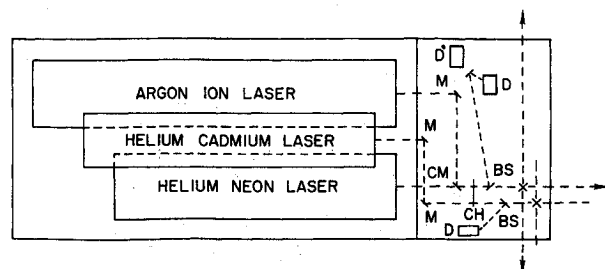 D'
D
ARGON ION LASER
M
M
HELIUM CADMIUM LASER
HELIUM NEON LASER
CM
BS
M
CH
BS
D